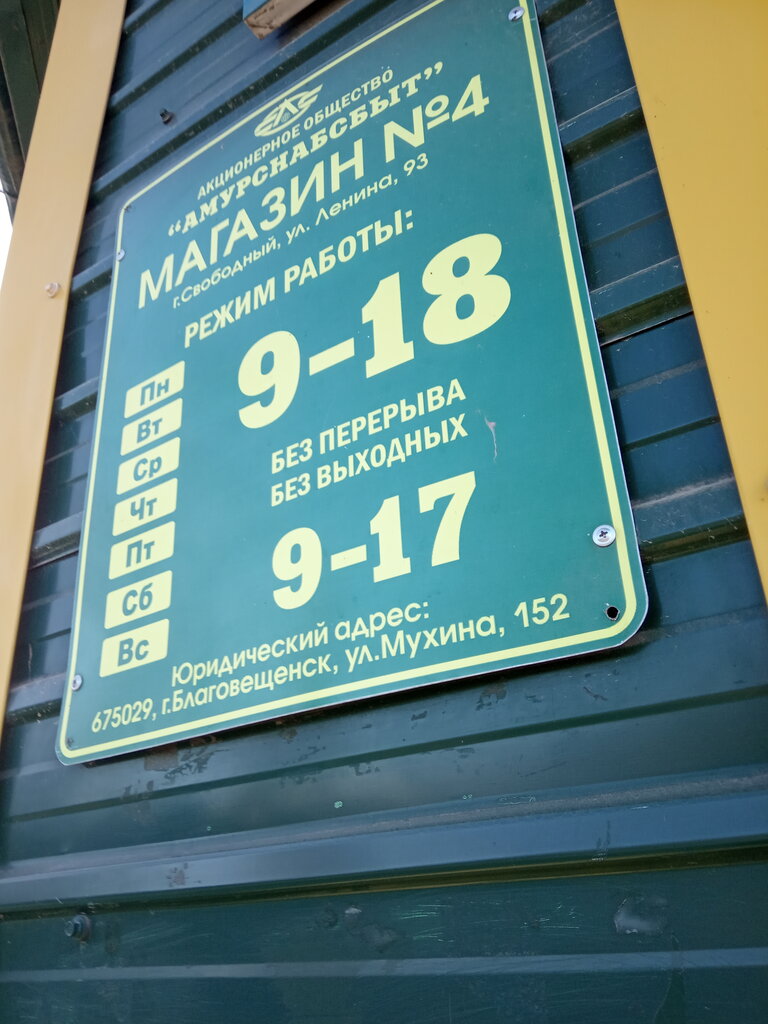 АКЦИОНЕРНОЕ ОБЩЕСТВО
“АМУРСНАБСБЫТ”
МАГАЗИН №4
г.Свободный, ул. Ленина, 93
РЕЖИМ РАБОТЫ:
Пн
Вт
Ср
Чт
Пт
Сб
Вс
9-18
БЕЗ ПЕРЕРЫВА
БЕЗ ВЫХОДНЫХ
9-17
Юридический адрес:
675029, г.Благовещенск, ул.Мухина, 152